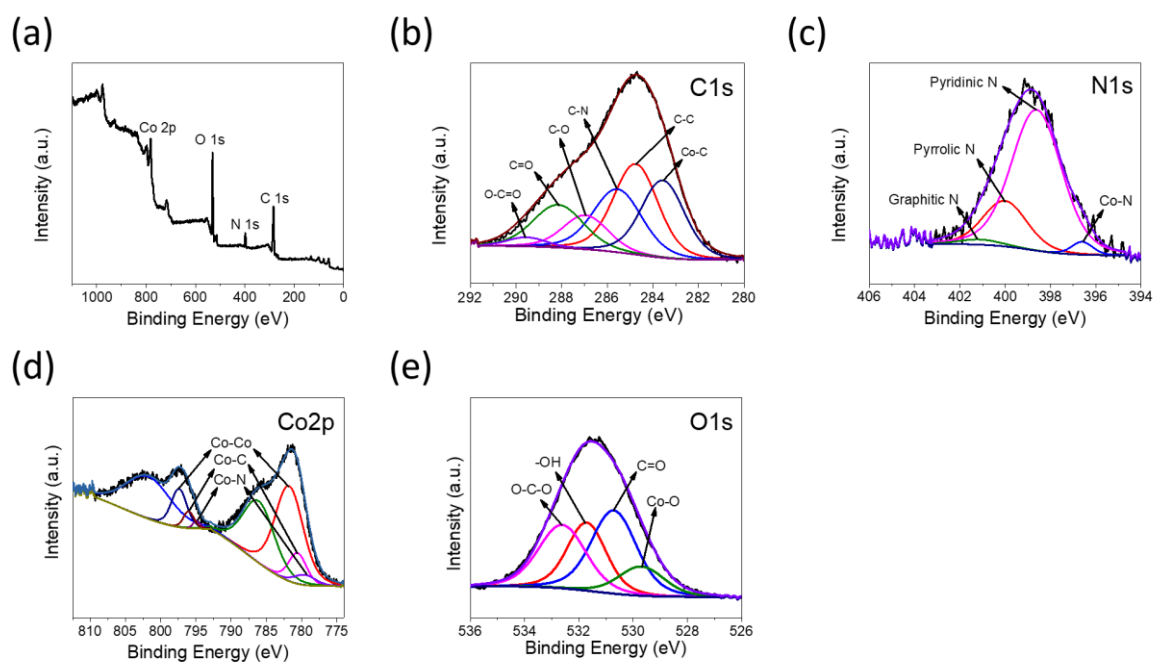 (a)
Co 2p
O 1s
N 1s
C 1s
Intensity (a.u.)
1000 800 600 400 200 0
Binding Energy (eV)
(b)
C1s
C-N
C-O
C=O
O-C=O
C-C
Co-C
Intensity (a.u.)
292 290 288 286 284 282 280
Binding Energy (eV)
(c)
N1s
Pyridinic N
Pyrrolic N
Graphitic N
Co-N
Intensity (a.u.)
406 404 402 400 398 396 394
Binding Energy (eV)
(d)
Co2p
Co-Co
Co-C
Co-N
Intensity (a.u.)
810 805 800 795 790 785 780 775
Binding Energy (eV)
(e)
O1s
-OH
O-C-O
C=O
Co-O
Intensity (a.u.)
536 534 532 530 528 526
Binding Energy (eV)